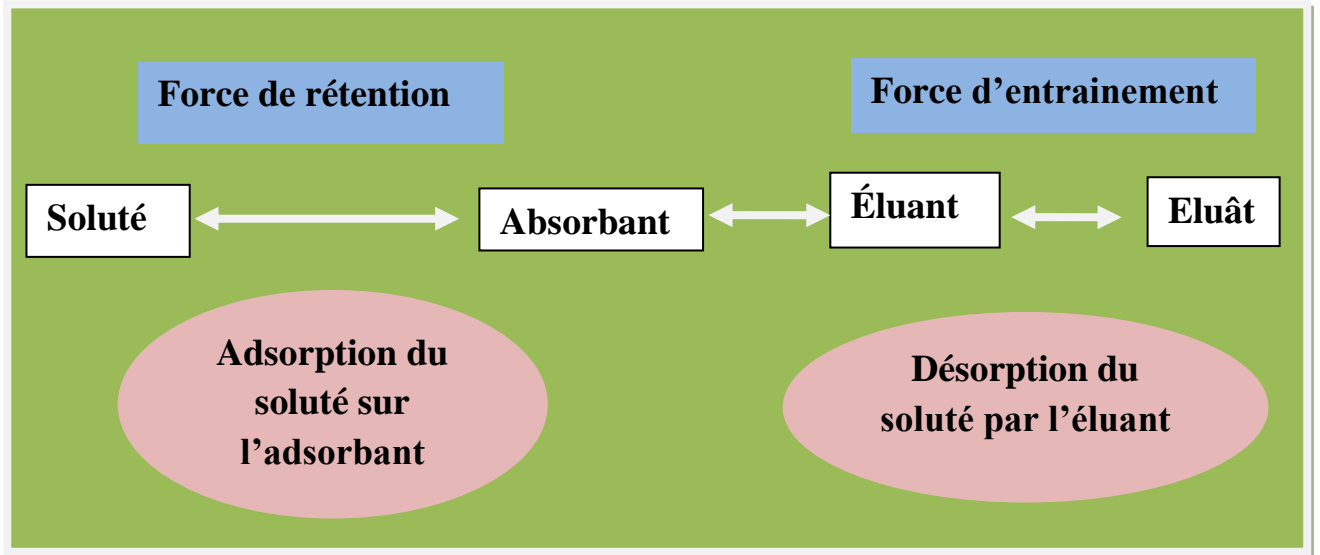 Force de rétention
Force d’entrainement
Soluté
Absorbant
Éluant
Eluât
Adsorption du
soluté sur
l’adsorbant
Désorption du
soluté par l’éluant